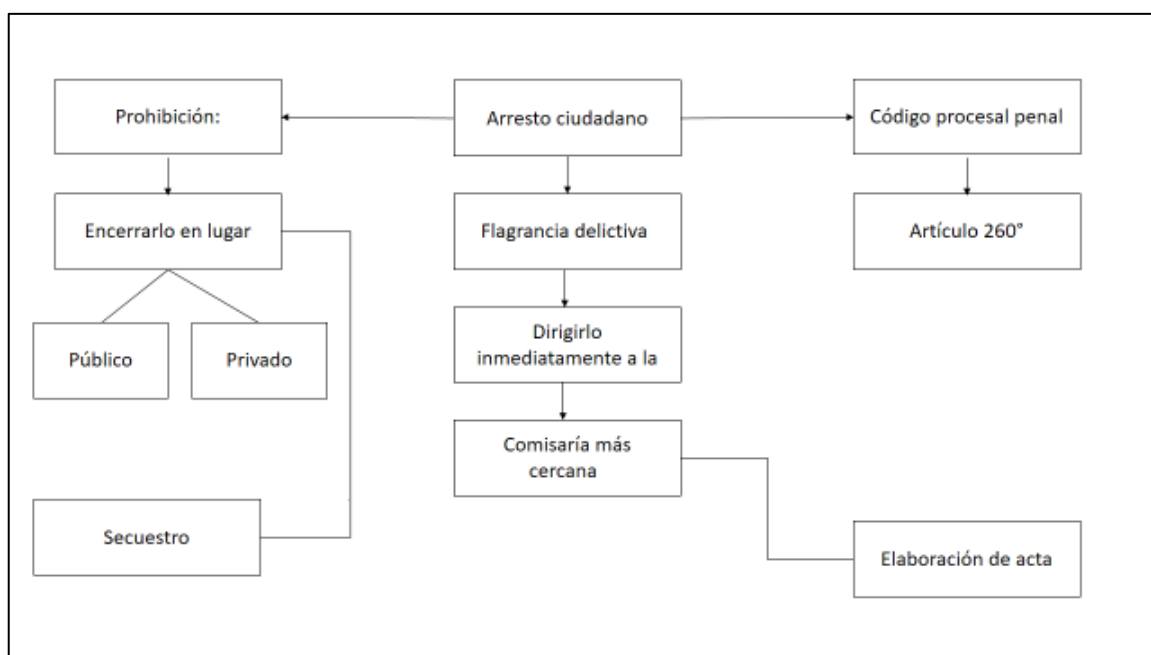 Prohibición:
Arresto ciudadano
Código procesal penal
Encerrarlo en lugar
Flagrancia delictiva
Artículo 260°
Público
Privado
Dirigirlo
inmediatamente a la
Comisaría más
cercana
Secuestro
Elaboración de acta